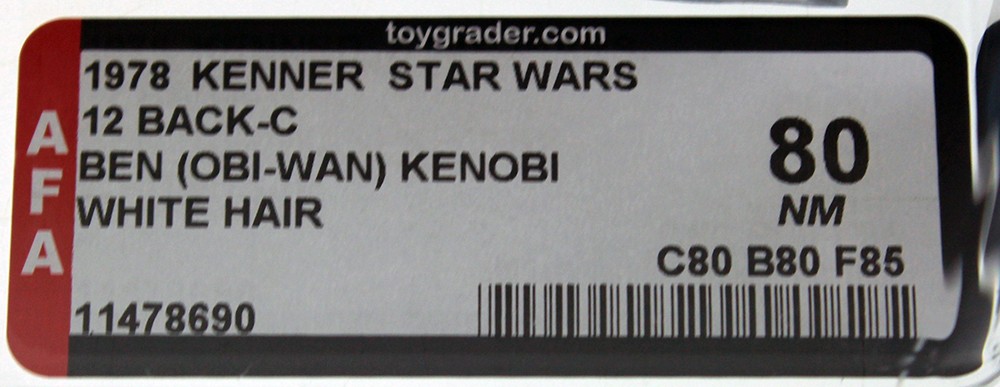 toygrader.com
AFA
1978 KENNER STAR WARS
12 BACK-C
BEN (OBI-WAN) KENOBI
WHITE HAIR
80
NM
C80 B80 F85
11478690